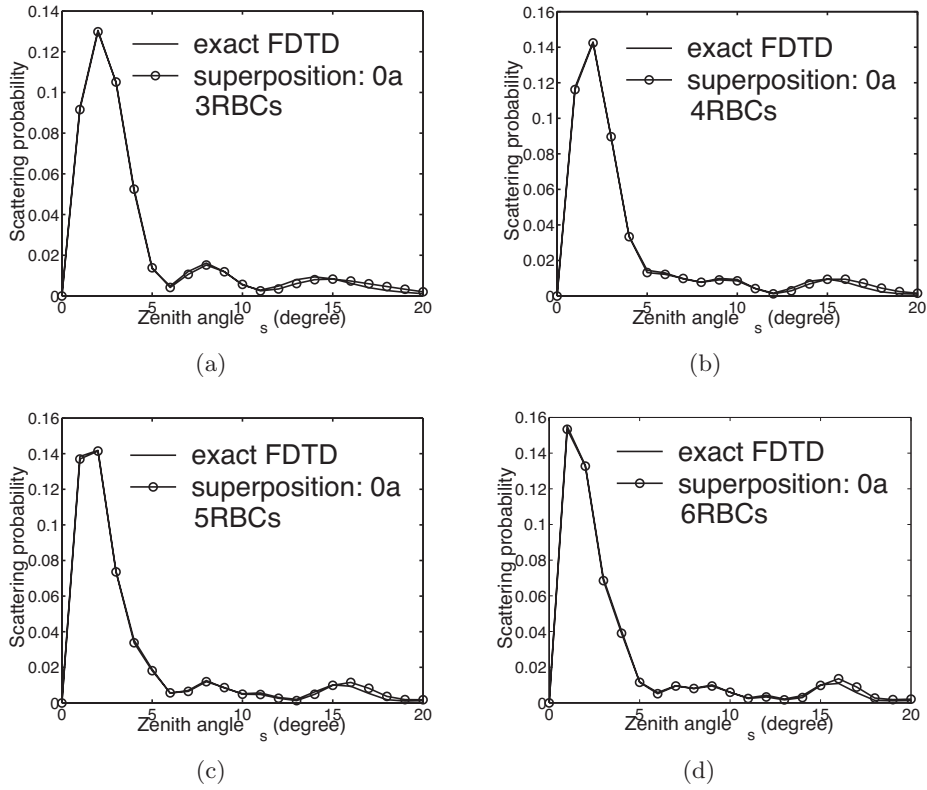 0.14
0.12
0.1
0.08
0.06
0.04
0.02
0
Scattering probability
exact FDTD
superposition: 0a
3RBCs
0 5 10 15 20
Zenith angle s (degree)
(a)
0.16
0.14
0.12
0.1
0.08
0.06
0.04
0.02
0
Scattering probability
exact FDTD
superposition: 0a
4RBCs
0 5 10 15 20
Zenith angle s (degree)
(b)
0.16
0.14
0.12
0.1
0.08
0.06
0.04
0.02
0
Scattering probability
exact FDTD
superposition: 0a
5RBCs
0 5 10 15 20
Zenith angle s (degree)
(c)
0.16
0.14
0.12
0.1
0.08
0.06
0.04
0.02
0
Scattering probability
exact FDTD
superposition: 0a
6RBCs
0 5 10 15 20
Zenith angle s (degree)
(d)